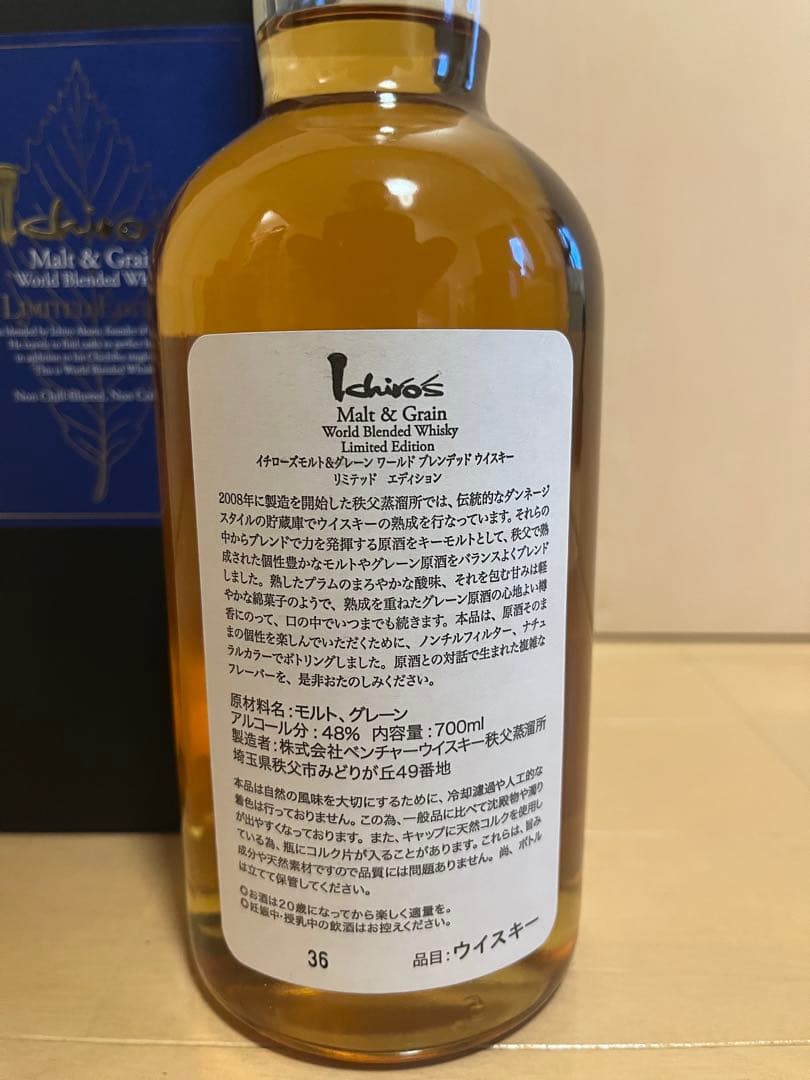 Ichiro's
Malt & Grain
World Blended Whi
LIMITED EDI
Non Chill filtered, Non Co
Ichiro's
Malt & Grain
World Blended Whisky
Limited Edition
イチローズモルト&グレーン ワールド ブレンデッド ウイスキー
リミテッド エディション
2008年に製造を開始した秩父蒸溜所では、伝統的なダンネージ
スタイルの貯蔵庫でウイスキーの熟成を行なっています。それらの
中からブレンドで力を発揮する原酒をキーモルトとして、秩父で熟
成された個性豊かなモルトやグレーン原酒をバランスよくブレンド
しました。熟したプラムのまろやかな酸味、それを包む甘みは軽
やかな綿菓子のようで、熟成を重ねたグレーン原酒の心地よい樽
香にのって、口の中でいつまでも続きます。本品は、原酒そのま
まの個性を楽しんでいただくために、ノンチルフィルター、ナチュ
ラルカラーでボトリングしました。原酒との対話で生まれた複雑な
フレーバーを、是非おたのしみください。
原材料名:モルト、グレーン
アルコール分:48% 内容量:700ml
製造者:株式会社ベンチャーウイスキー秩父蒸溜所
埼玉県秩父市みどりが丘49番地
本品は自然の風味を大切にするために、冷却濾過や人工的な
着色は行っておりません。この為、一般品に比べて沈殿物や濁り
が出やすくなっております。また、キャップに天然コルクを使用し
ている為、瓶にコルク片が入ることがあります。これらは、旨み
成分や天然素材ですので品質には問題ありません。尚、ボトル
は立てて保管してください。
◎お酒は20歳になってから楽しく適量を。
◎妊娠中・授乳中の飲酒はお控えください。
36
品目:ウイスキー